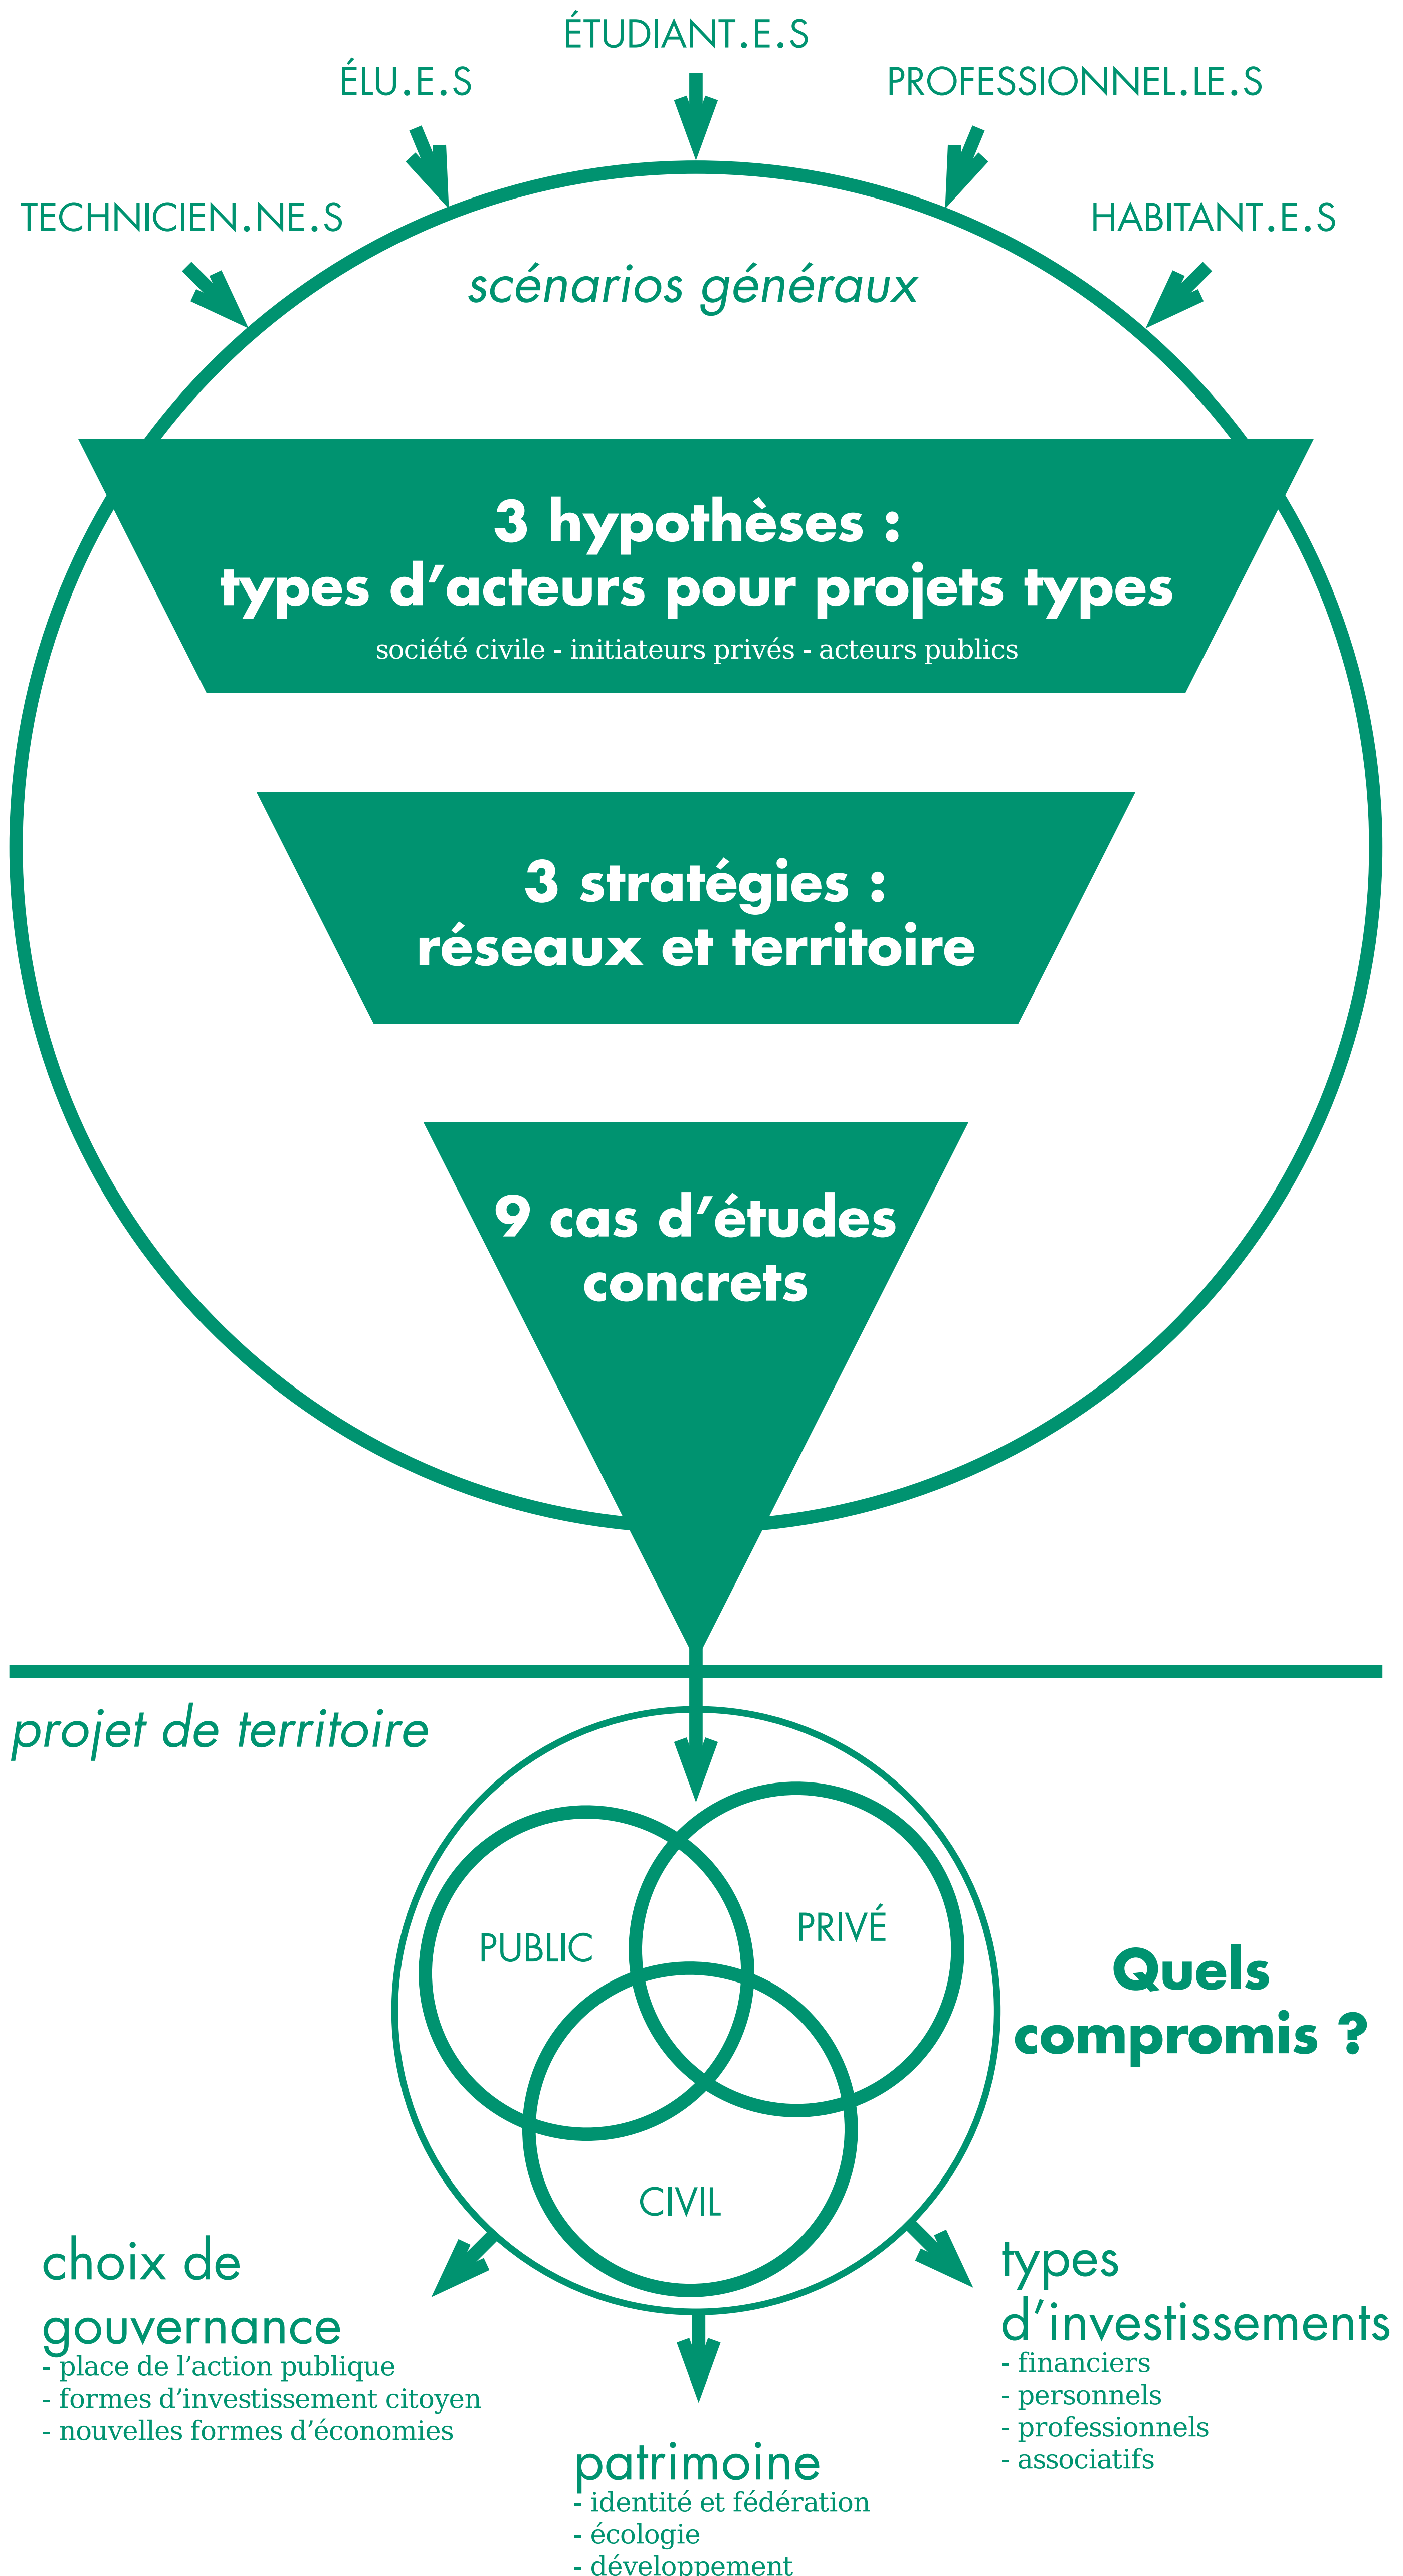 ÉTUDIANT.E.S
ÉLU.E.S
PROFESSIONNEL.LE.S
TECHNICIEN.NE.S
HABITANT.E.S
scénarios généraux
3 hypothèses :
types d’acteurs pour projets types
société civile - initiateurs privés - acteurs publics
3 stratégies :
réseaux et territoire
9 cas d’études
concrets
projet de territoire
PUBLIC
PRIVÉ
CIVIL
Quels
compromis ?
choix de
gouvernance
- place de l’action publique
- formes d’investissement citoyen
- nouvelles formes d’économies
types
d’investissements
- financiers
- personnels
- professionnels
- associatifs
patrimoine
- identité et fédération
- écologie
- développement